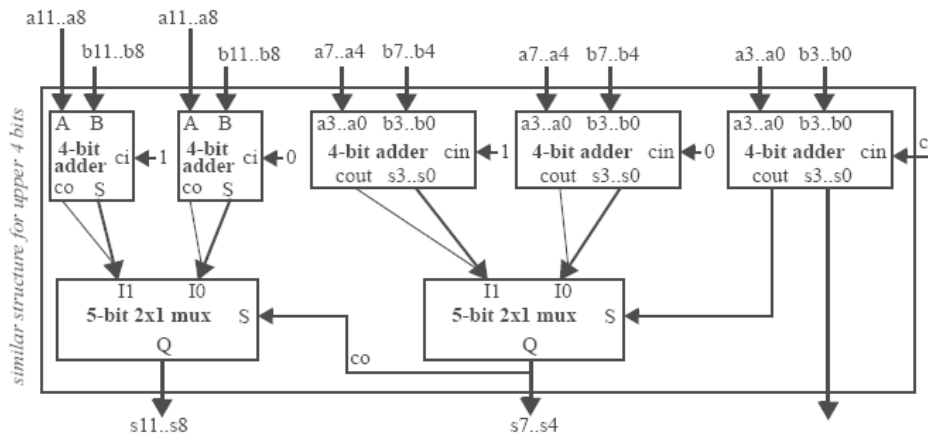 a11..a8 a11..a8
b11..b8 b11..b8 a7..a4 b7..b4 a7..a4 b7..b4 a3..a0 b3..b0
A B A B a3..a0 b3..b0 a3..a0 b3..b0 a3..a0 b3..b0
4-bit adder ci 1 4-bit adder ci 0 4-bit adder cin 1 4-bit adder cin 0 4-bit adder cin c
co S co S cout s3..s0 cout s3..s0 cout s3..s0
similar structure for upper 4 bits
I1 I0 I1 I0
5-bit 2x1 mux S 5-bit 2x1 mux S
Q Q
co
s11..s8 s7..s4